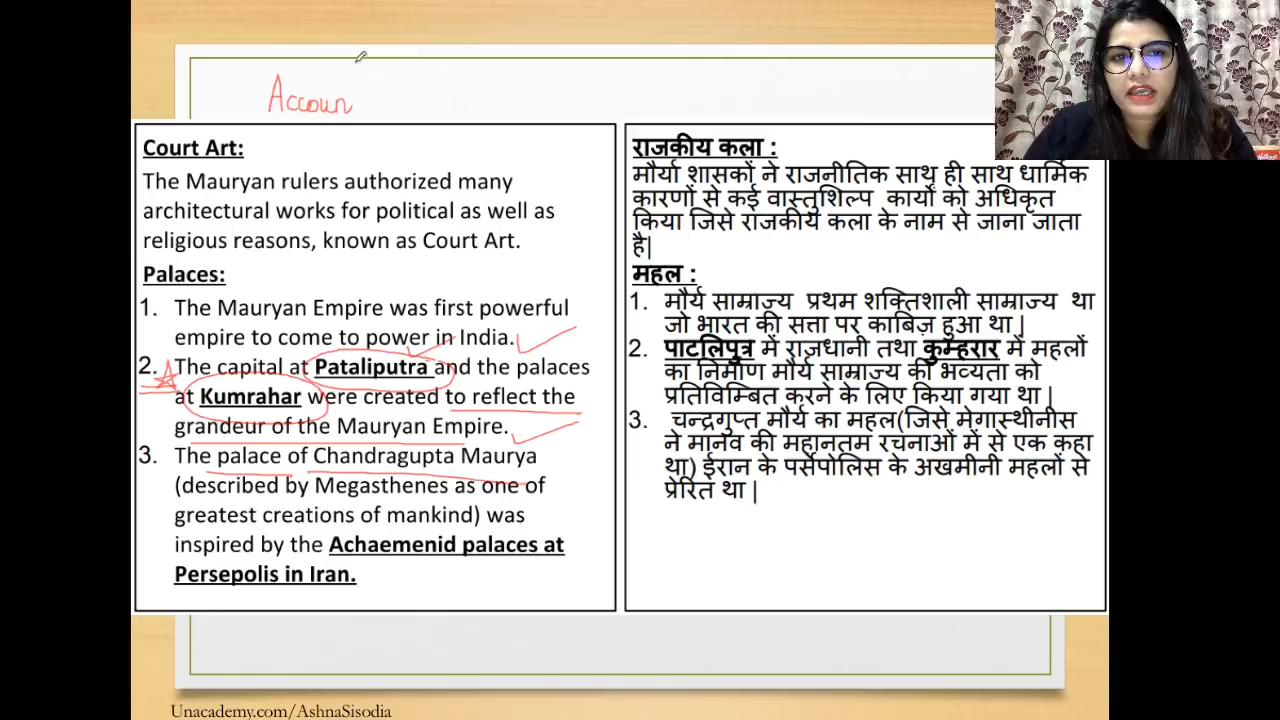 Accoun
Court Art:
The Mauryan rulers authorized many
architectural works for political as well as
religious reasons, known as Court Art.
Palaces:
1. The Mauryan Empire was first powerful
empire to come to power in India.
2. The capital at Pataliputra and the palaces
at Kumrahar were created to reflect the
grandeur of the Mauryan Empire.
3. The palace of Chandragupta Maurya
(described by Megasthenes as one of
greatest creations of mankind) was
inspired by the Achaemenid palaces at
Persepolis in Iran.
राजकीय कला :
मौर्या शासकों ने राजनीतिक साथ् ही साथ धार्मिक
कारणों से कई वास्तुशिल्प कार्यों को अधिकृत
किया जिसे राजकीय कला के नाम से जाना जाता
है|
महल :
1. मौर्य साम्राज्य प्रथम शक्तिशाली साम्राज्य था
जो भारत की सत्ता पर काबिज़ हुआ था |
2. पाटलिपुत्र में राजधानी तथा कुम्हरार में महलों
का निर्माण मौर्य साम्राज्य की भव्यता को
प्रतिविम्बित करने के लिए किया गया था |
3. चन्द्रगुप्त मौर्य का महल(जिसे मेगास्थीनीस
ने मानव की महानतम रचनाओं में से एक कहा
था) ईरान के पर्सेपोलिस के अखमीनी महलों से
प्रेरित था |
Unacademy.com/AshnaSisodia